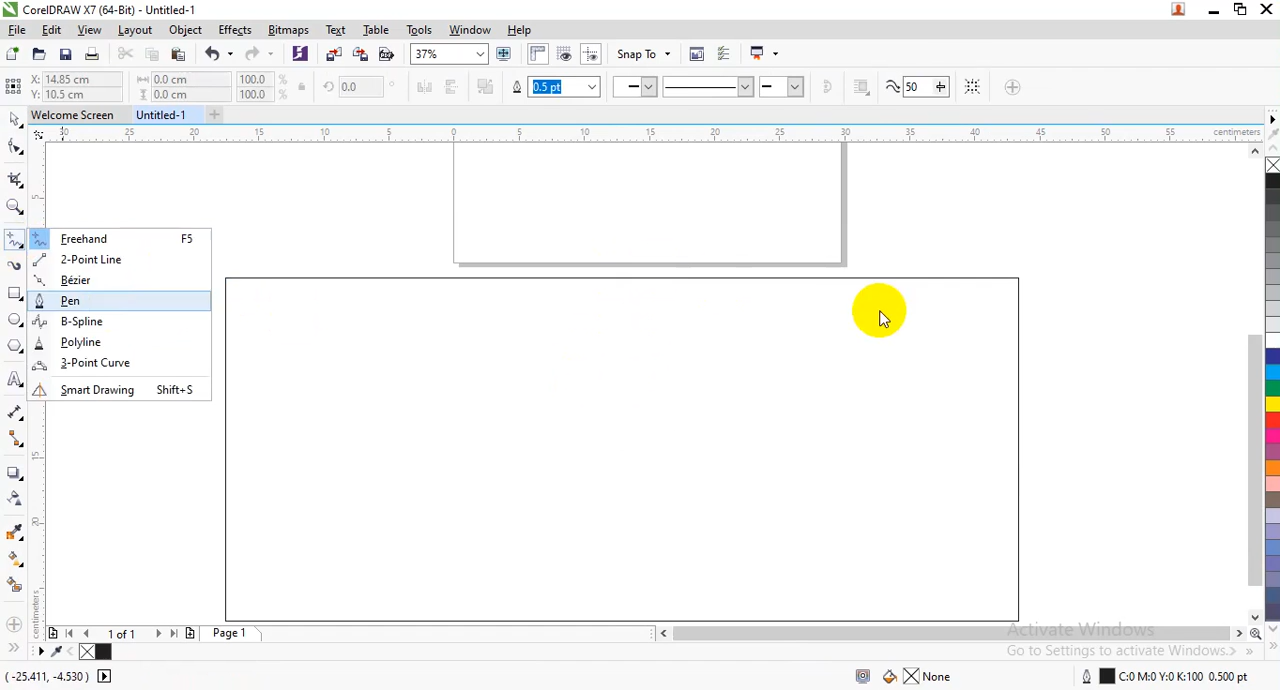 CorelDRAW X7 (64-Bit) - Untitled-1
File Edit View Layout Object Effects Bitmaps Text Table Tools Window Help
37% Snap To
X: 14.85 cm 0.0 cm 100.0 % 0.0 ° 0.5 pt 50
Y: 10.5 cm 0.0 cm 100.0 %
Welcome Screen Untitled-1
30 25 20 15 10 5 0 5 10 15 20 25 30 35 40 45 50 55 centimeters
5
Freehand F5
2-Point Line
Bézier
Pen
B-Spline
Polyline
3-Point Curve
Smart Drawing Shift+S
15
20
centimeters
1 of 1 Page 1
Activate Windows
Go to Settings to activate Windows.
(-25.411, -4.530) None C:0 M:0 Y:0 K:100 0.500 pt